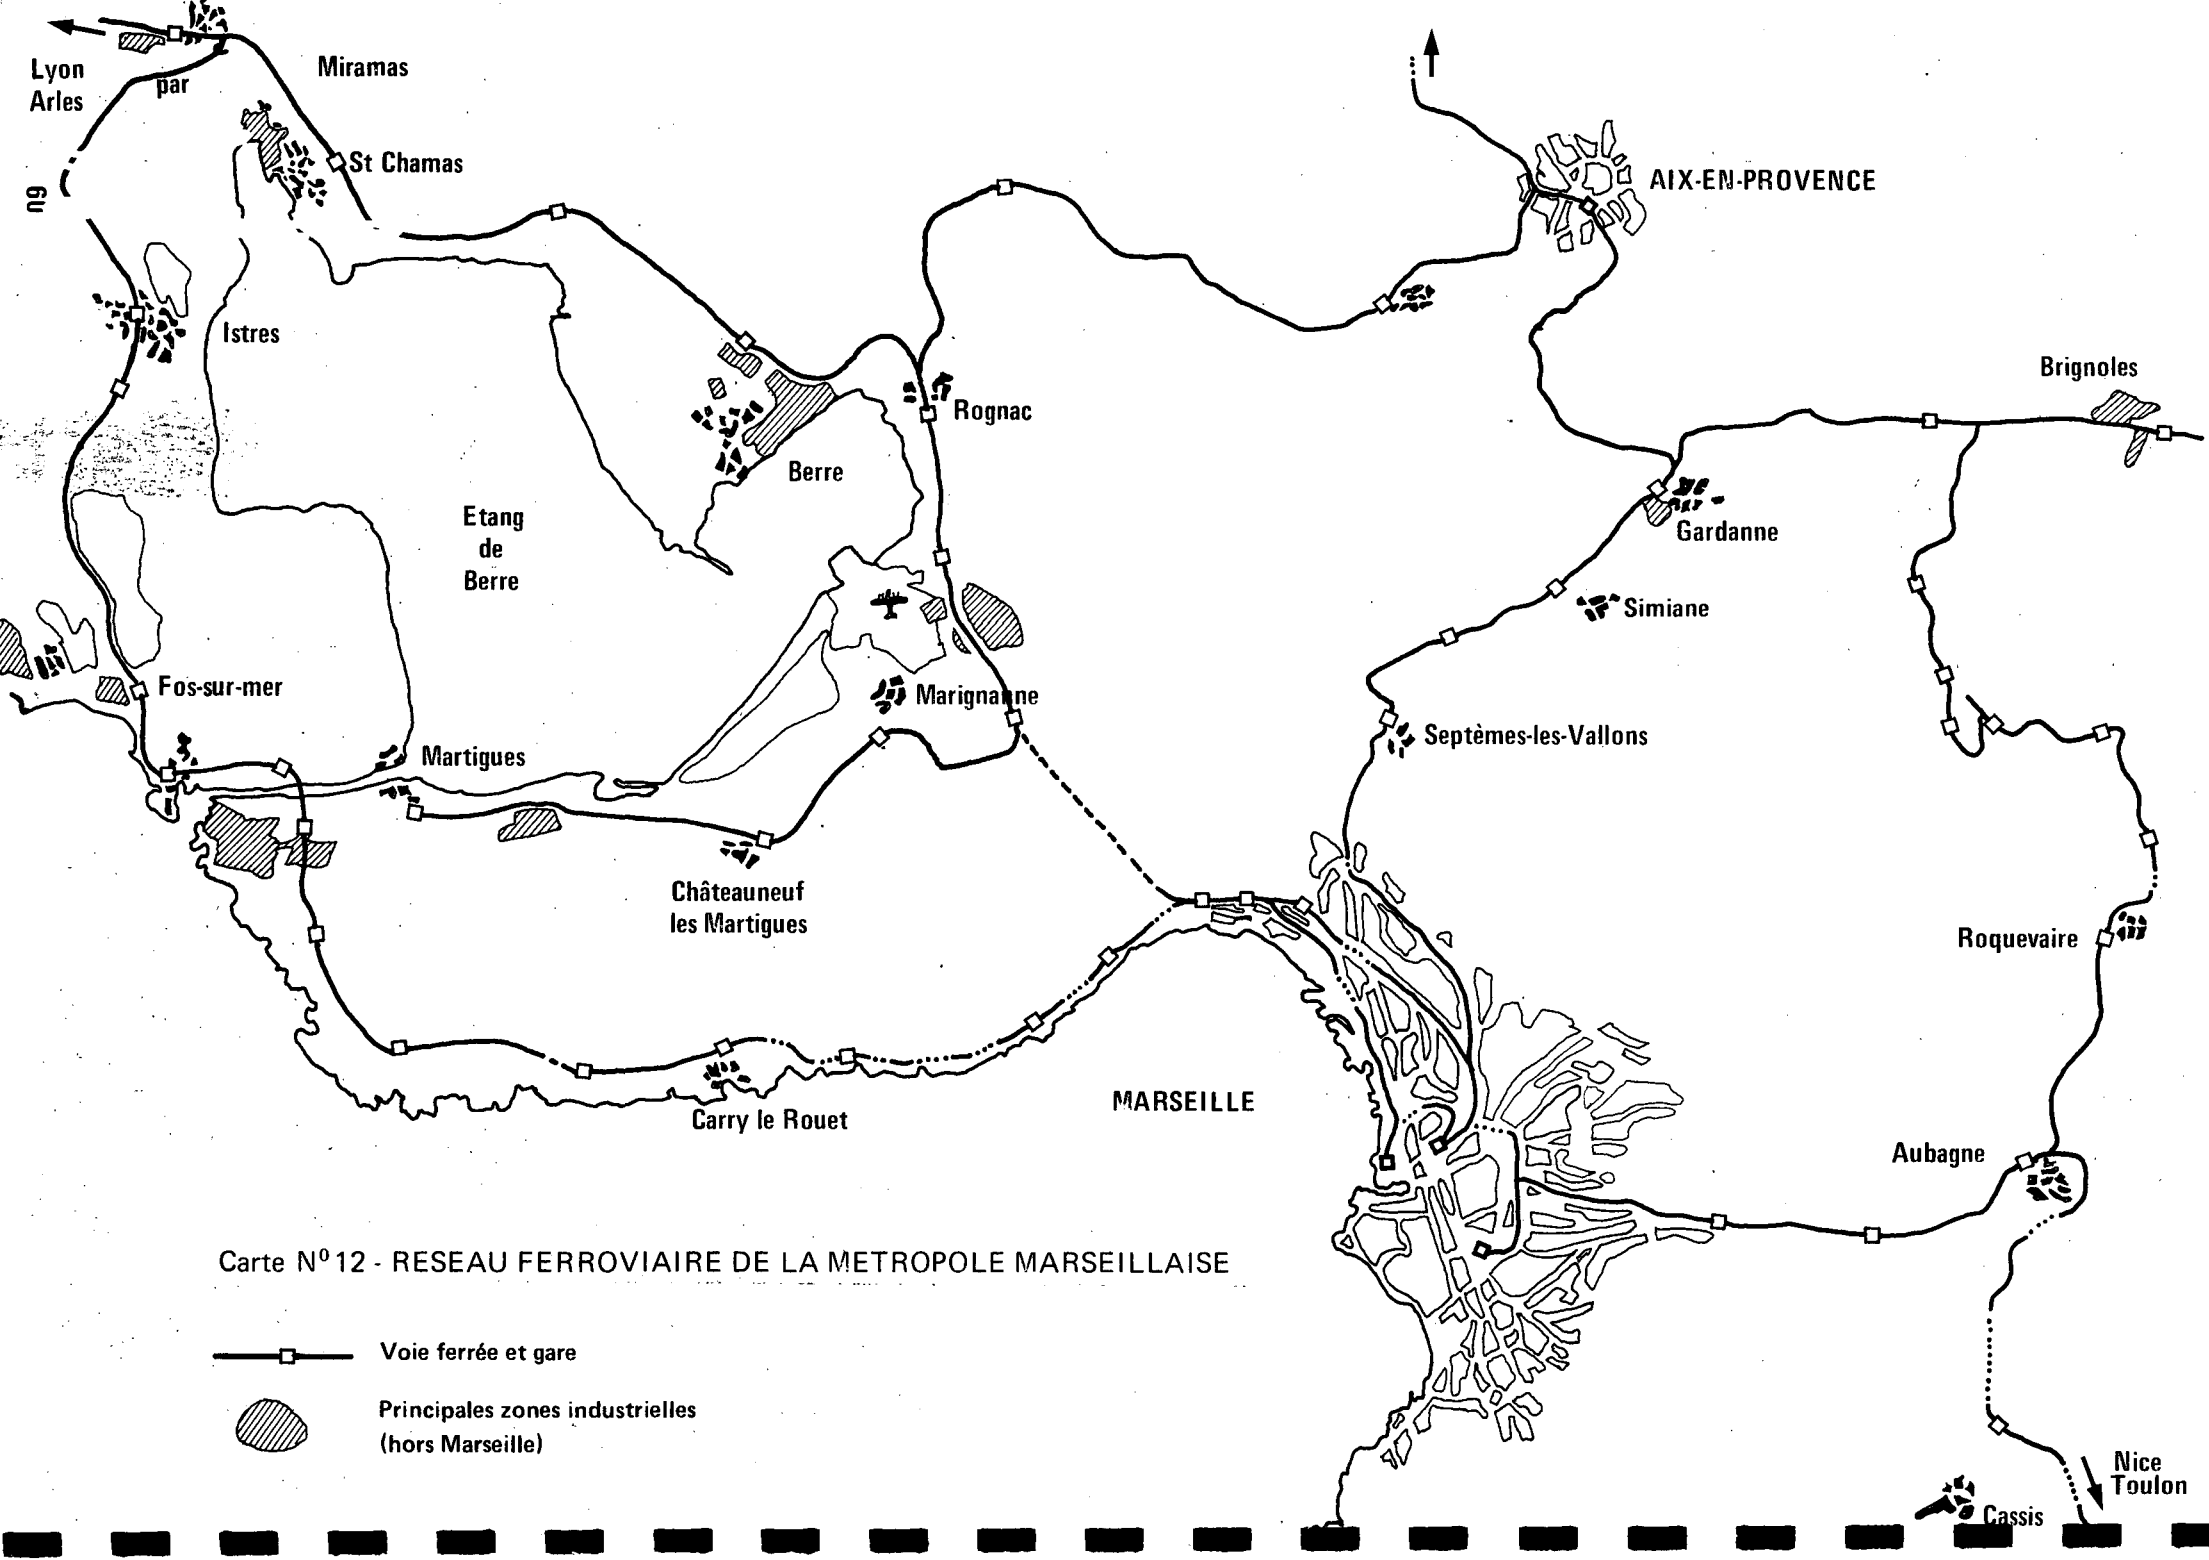 Lyon
Arles
par
Miramas
St Chamas
AIX-EN-PROVENCE
Istres
Brignoles
Rognac
Berre
Etang
de
Berre
Gardanne
Simiane
Fos-sur-mer
Marignanne
Septèmes-les-Vallons
Martigues
Châteauneuf
les Martigues
Roquevaire
MARSEILLE
Carry le Rouet
Aubagne
Carte Nº 12 - RESEAU FERROVIAIRE DE LA METROPOLE MARSEILLAISE
Voie ferrée et gare
Principales zones industrielles
(hors Marseille)
Nice
Toulon
Cassis